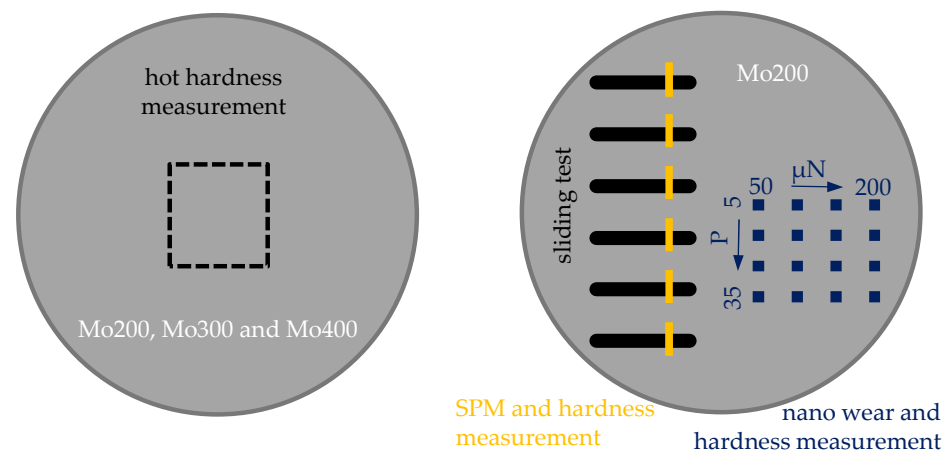 hot hardness
measurement
Mo200, Mo300 and Mo400
Mo200
sliding test
µN
50
200
5
P
35
SPM and hardness
measurement
nano wear and
hardness measurement